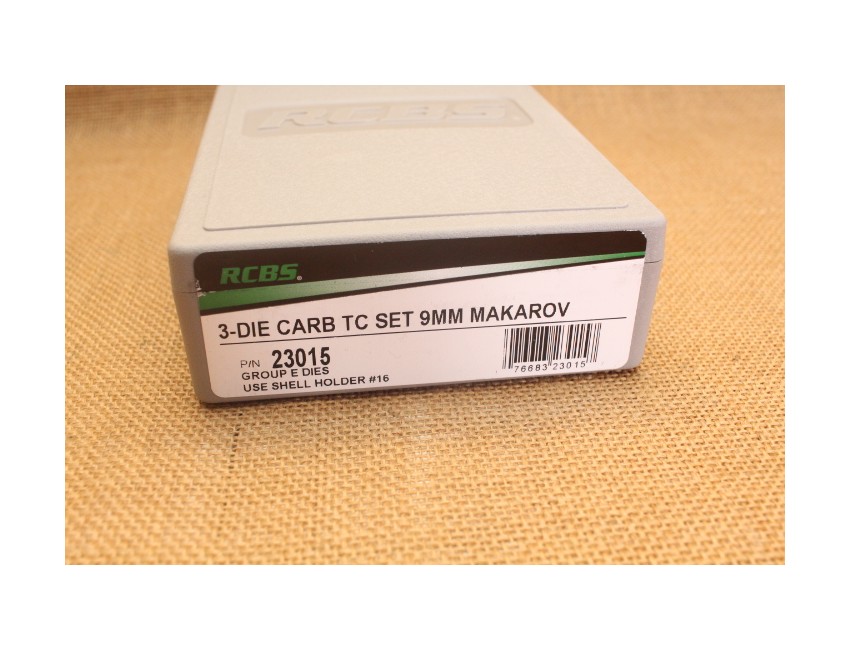 RCBS
RCBS®
3-DIE CARB TC SET 9MM MAKAROV
P/N 23015
GROUP E DIES
USE SHELL HOLDER #16
76683 23015